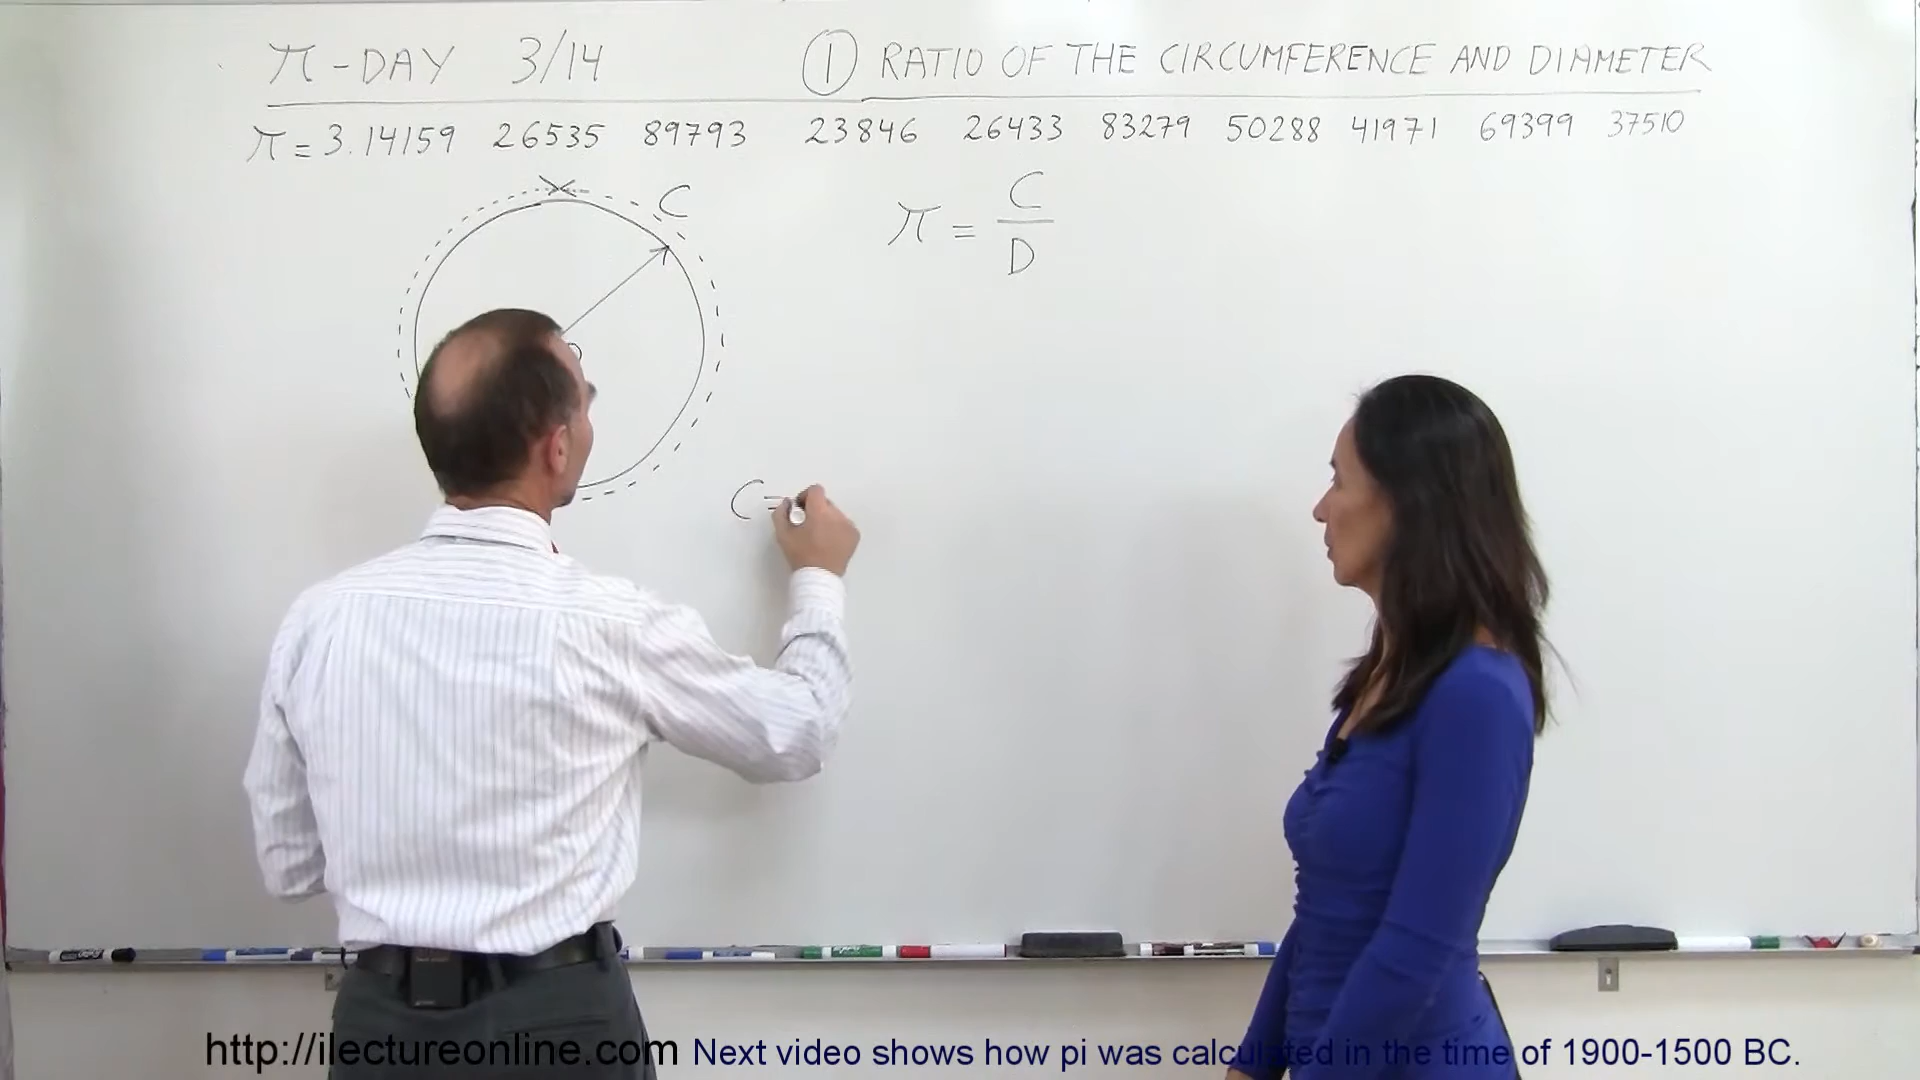 π-DAY 3/14 ① RATIO OF THE CIRCUMFERENCE AND DIAMETER
π = 3.14159 26535 89793 23846 26433 83279 50288 41971 69399 37510
C
π = C/D
C =
http://ilectureonline.com Next video shows how pi was calculated in the time of 1900-1500 BC.